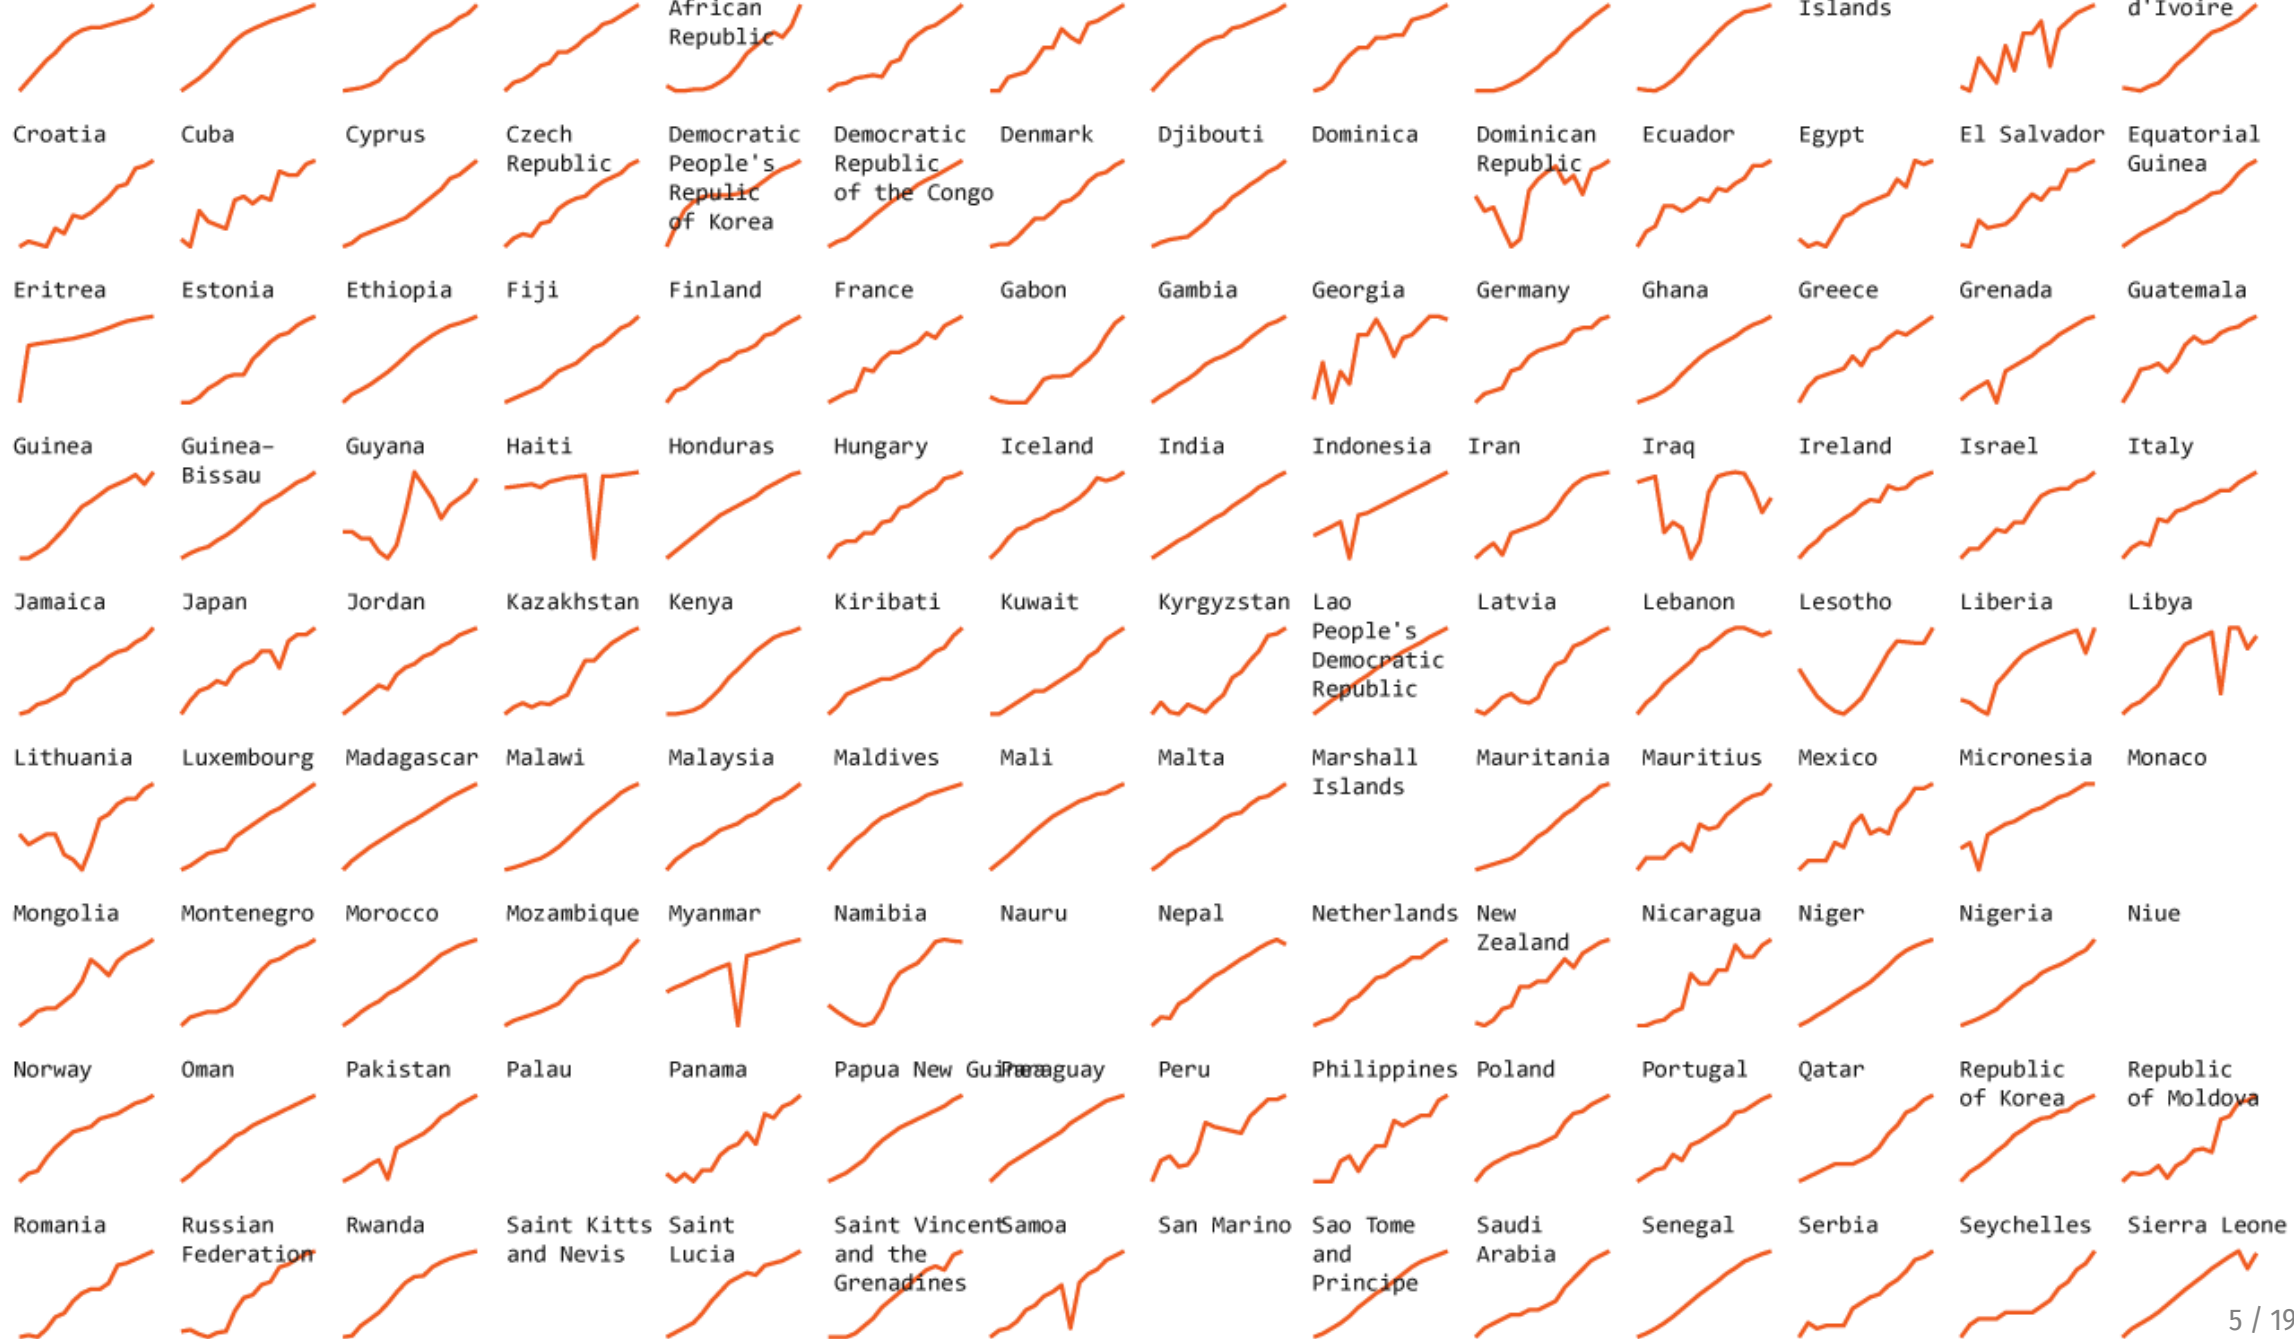 African
Republic
Islands
d'Ivoire
Croatia
Cuba
Cyprus
Czech
Republic
Democratic
People's
Repulic
of Korea
Democratic
Republic
of the Congo
Denmark
Djibouti
Dominica
Dominican
Republic
Ecuador
Egypt
El Salvador
Equatorial
Guinea
Eritrea
Estonia
Ethiopia
Fiji
Finland
France
Gabon
Gambia
Georgia
Germany
Ghana
Greece
Grenada
Guatemala
Guinea
Guinea–
Bissau
Guyana
Haiti
Honduras
Hungary
Iceland
India
Indonesia
Iran
Iraq
Ireland
Israel
Italy
Jamaica
Japan
Jordan
Kazakhstan
Kenya
Kiribati
Kuwait
Kyrgyzstan
Lao
People's
Democratic
Republic
Latvia
Lebanon
Lesotho
Liberia
Libya
Lithuania
Luxembourg
Madagascar
Malawi
Malaysia
Maldives
Mali
Malta
Marshall
Islands
Mauritania
Mauritius
Mexico
Micronesia
Monaco
Mongolia
Montenegro
Morocco
Mozambique
Myanmar
Namibia
Nauru
Nepal
Netherlands
New
Zealand
Nicaragua
Niger
Nigeria
Niue
Norway
Oman
Pakistan
Palau
Panama
Papua New Guinea
Paraguay
Peru
Philippines
Poland
Portugal
Qatar
Republic
of Korea
Republic
of Moldova
Romania
Russian
Federation
Rwanda
Saint Kitts
and Nevis
Saint
Lucia
Saint Vincent
and the
Grenadines
Samoa
San Marino
Sao Tome
and
Principe
Saudi
Arabia
Senegal
Serbia
Seychelles
Sierra Leone
5 / 19